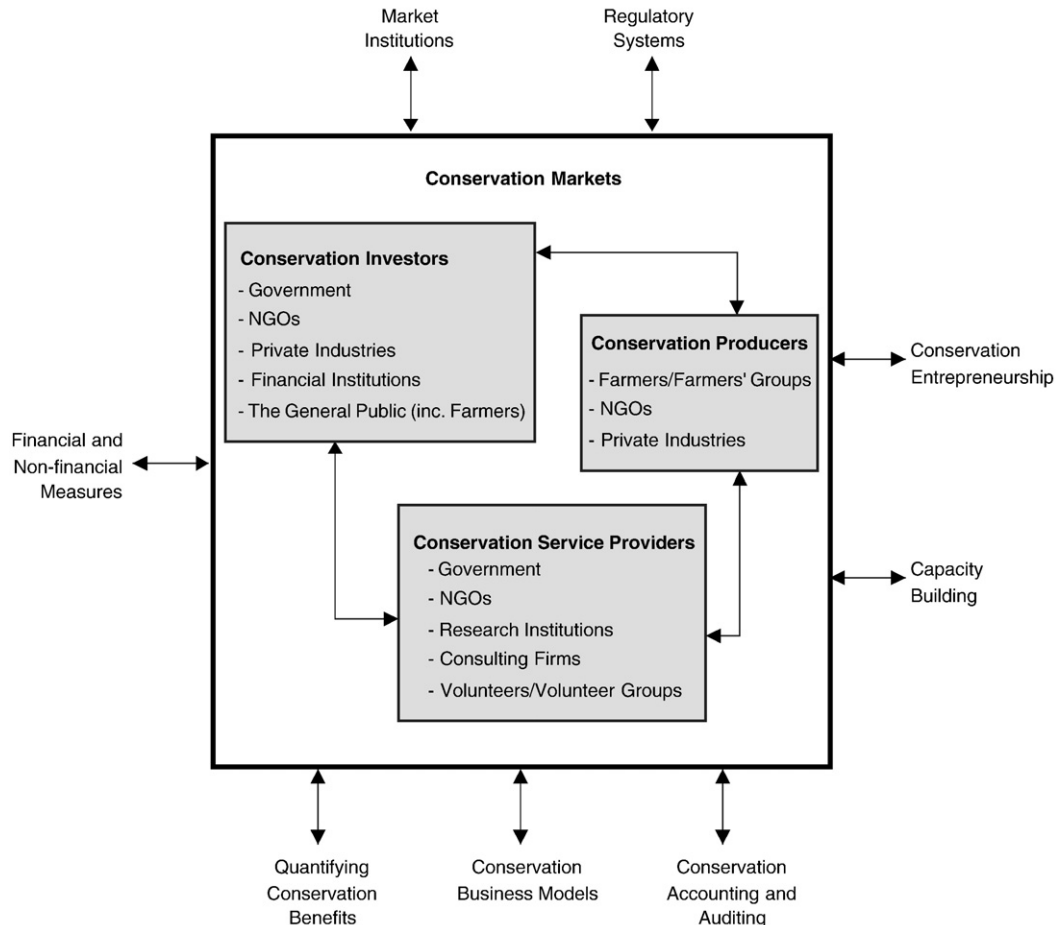 Market
Institutions
Regulatory
Systems
Conservation Markets
Conservation Investors
- Government
- NGOs
- Private Industries
- Financial Institutions
- The General Public (inc. Farmers)
Conservation Producers
- Farmers/Farmers' Groups
- NGOs
- Private Industries
Conservation
Entrepreneurship
Financial and
Non-financial
Measures
Conservation Service Providers
- Government
- NGOs
- Research Institutions
- Consulting Firms
- Volunteers/Volunteer Groups
Capacity
Building
Quantifying
Conservation
Benefits
Conservation
Business Models
Conservation
Accounting and
Auditing